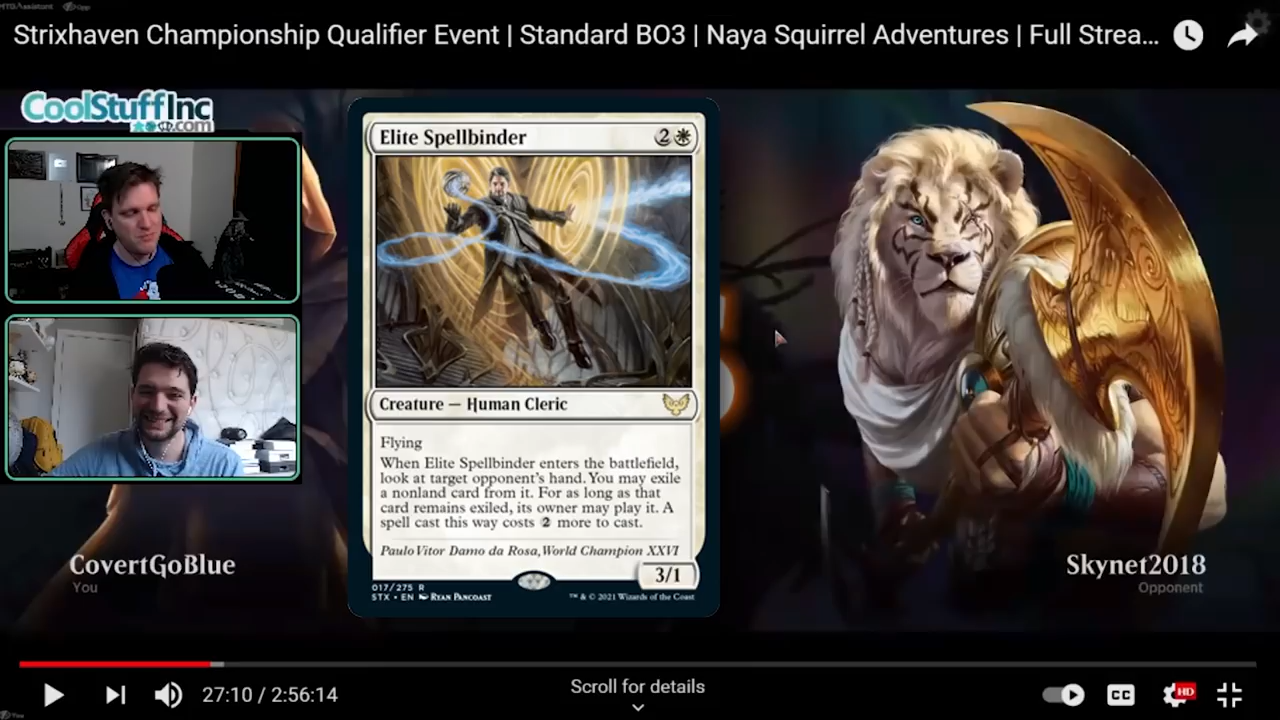 MTGAssistant Opp
Strixhaven Championship Qualifier Event | Standard BO3 | Naya Squirrel Adventures | Full Strea...
CoolStuffInc
.com
Elite Spellbinder 2
Creature — Human Cleric
Flying
When Elite Spellbinder enters the battlefield,
look at target opponent's hand. You may exile
a nonland card from it. For as long as that
card remains exiled, its owner may play it. A
spell cast this way costs 2 more to cast.
Paulo Vitor Damo da Rosa, World Champion XXVI
3/1
017/275 R
STX • EN RYAN PANCOAST
™ & © 2021 Wizards of the Coast
CovertGoBlue
You
Skynet2018
Opponent
27:10 / 2:56:14
Scroll for details
CC
HD
You